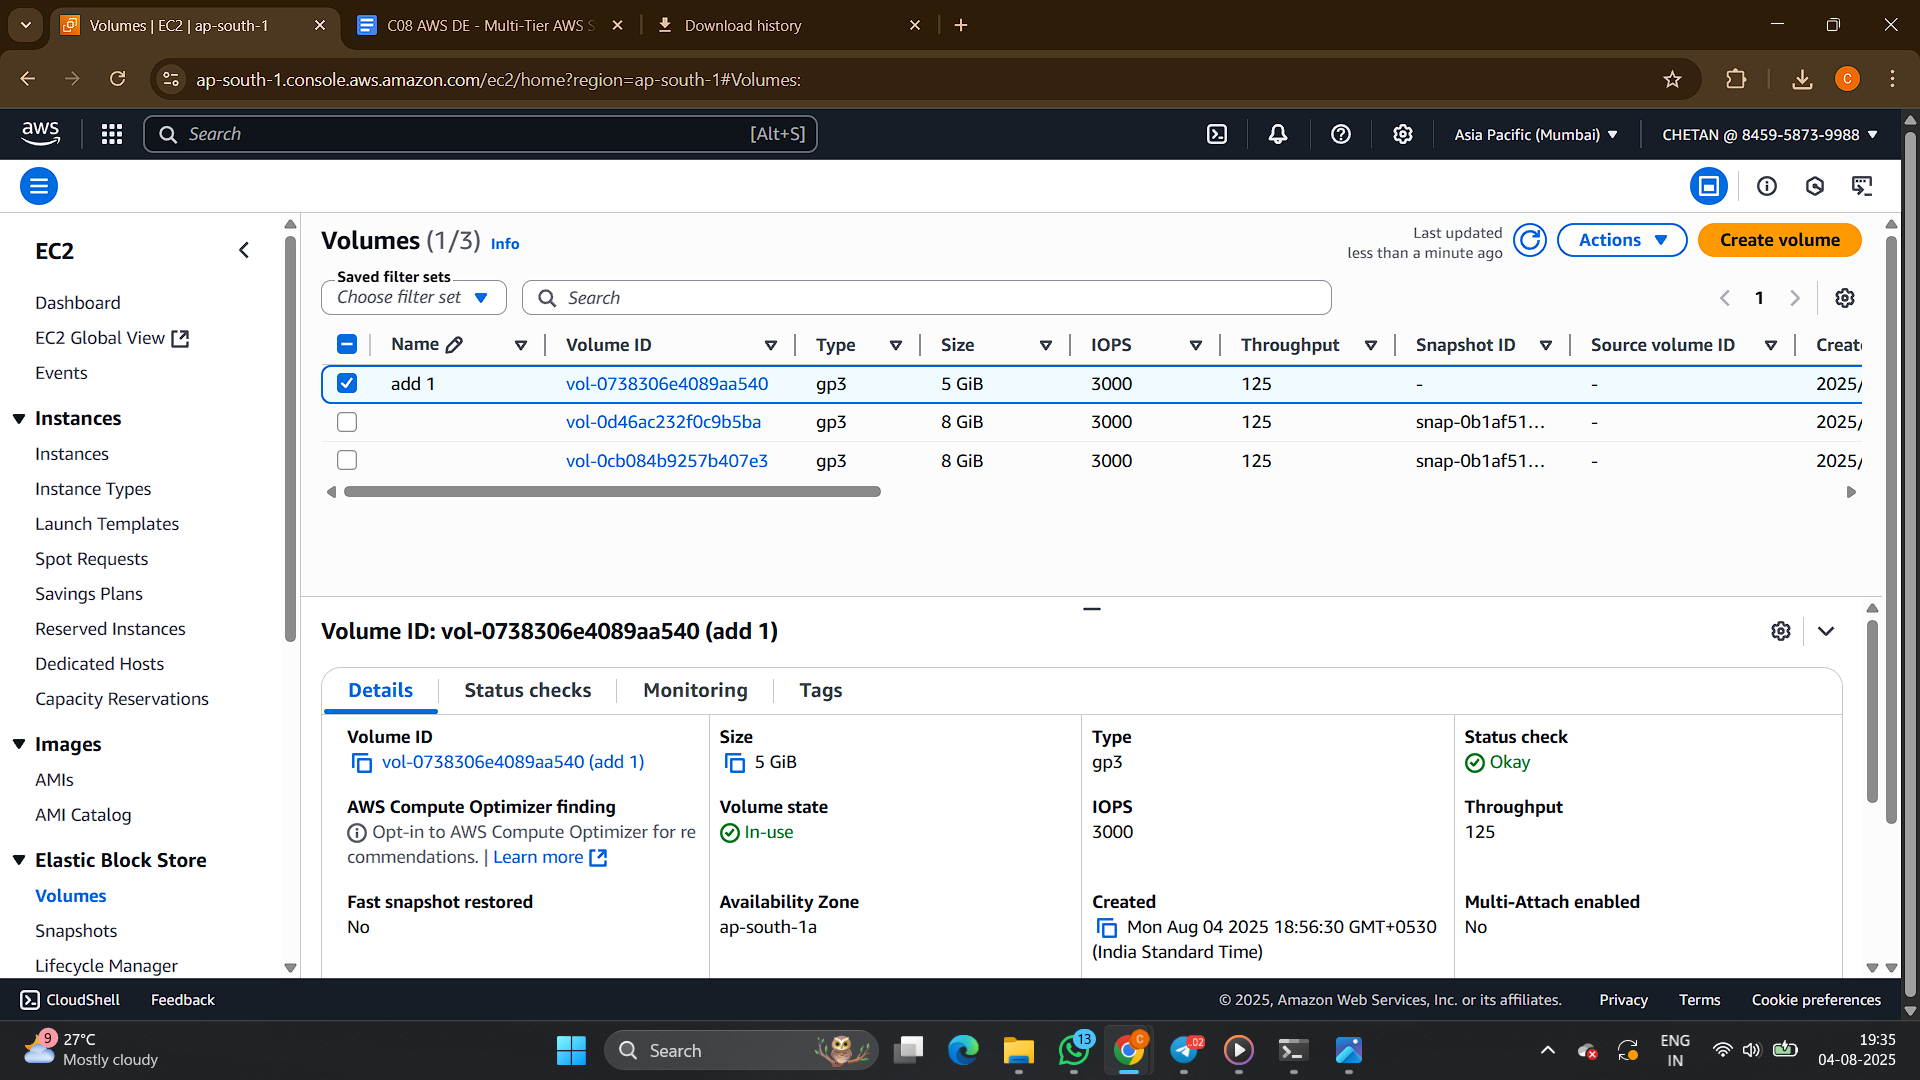 Volumes | EC2 | ap-south-1
C08 AWS DE - Multi-Tier AWS S
Download history
ap-south-1.console.aws.amazon.com/ec2/home?region=ap-south-1#Volumes:
C
aws
Search
[Alt+S]
Asia Pacific (Mumbai)
CHETAN @ 8459-5873-9988
EC2
Dashboard
EC2 Global View
Events
Instances
Instances
Instance Types
Launch Templates
Spot Requests
Savings Plans
Reserved Instances
Dedicated Hosts
Capacity Reservations
Images
AMIs
AMI Catalog
Elastic Block Store
Volumes
Snapshots
Lifecycle Manager
Volumes (1/3) Info
Last updated
less than a minute ago
Actions
Create volume
Saved filter sets
Choose filter set
Search
1
Name Volume ID Type Size IOPS Throughput Snapshot ID Source volume ID Creat
add 1 vol-0738306e4089aa540 gp3 5 GiB 3000 125 - - 2025/
vol-0d46ac232f0c9b5ba gp3 8 GiB 3000 125 snap-0b1af51... - 2025/
vol-0cb084b9257b407e3 gp3 8 GiB 3000 125 snap-0b1af51... - 2025/
Volume ID: vol-0738306e4089aa540 (add 1)
Details Status checks Monitoring Tags
Volume ID
vol-0738306e4089aa540 (add 1)
Size
5 GiB
Type
gp3
Status check
Okay
AWS Compute Optimizer finding
Opt-in to AWS Compute Optimizer for re
commendations. | Learn more
Volume state
In-use
IOPS
3000
Throughput
125
Fast snapshot restored
No
Availability Zone
ap-south-1a
Created
Mon Aug 04 2025 18:56:30 GMT+0530
(India Standard Time)
Multi-Attach enabled
No
CloudShell
Feedback
© 2025, Amazon Web Services, Inc. or its affiliates.
Privacy
Terms
Cookie preferences
9
27°C
Mostly cloudy
Search
13
C
.02
ENG
IN
19:35
04-08-2025